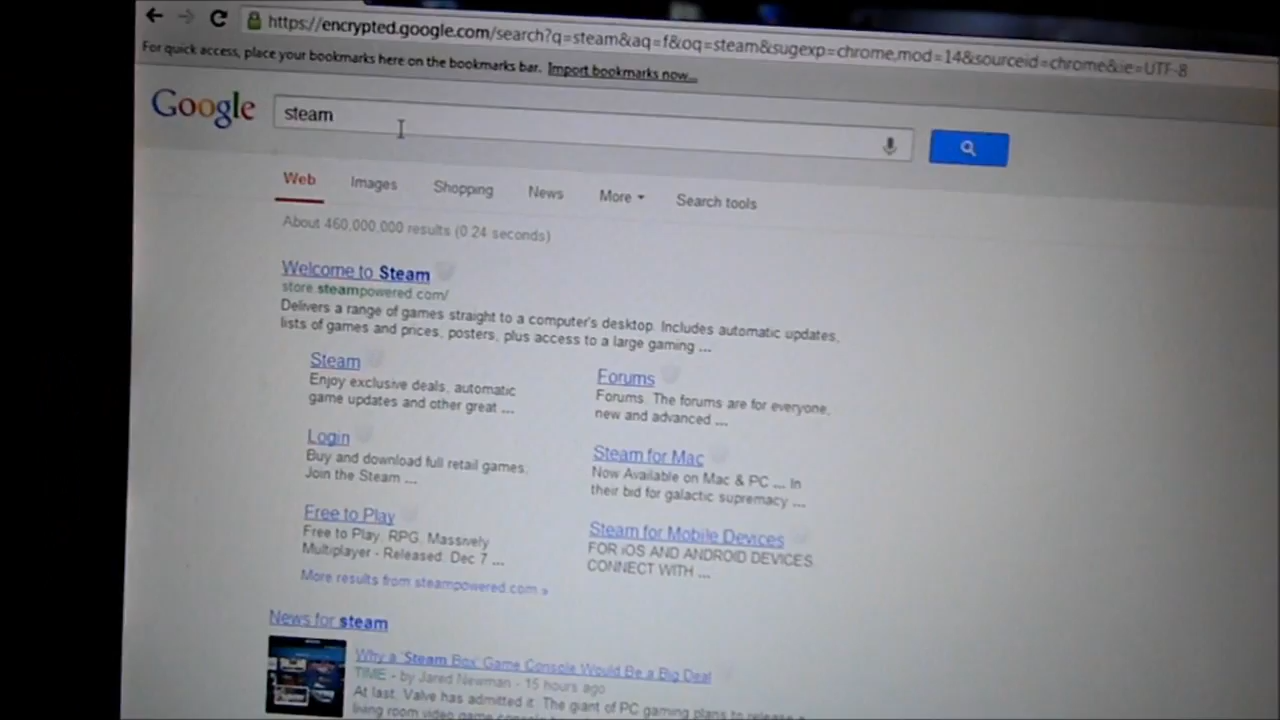 https://encrypted.google.com/search?q=steam&aq=f&oq=steam&sugexp=chrome,mod=14&sourceid=chrome&ie=UTF-8
For quick access, place your bookmarks here on the bookmarks bar. Import bookmarks now...
Google steam
Web Images Shopping News More Search tools
About 460,000,000 results (0.24 seconds)
Welcome to Steam
store.steampowered.com/
Delivers a range of games straight to a computer's desktop. Includes automatic updates,
lists of games and prices, posters, plus access to a large gaming ...
Steam
Enjoy exclusive deals, automatic
game updates and other great ...
Forums
Forums. The forums are for everyone,
new and advanced ...
Login
Buy and download full retail games.
Join the Steam ...
Steam for Mac
Now Available on Mac & PC ... In
their bid for galactic supremacy ...
Free to Play
Free to Play, RPG, Massively
Multiplayer - Released: Dec 7 ...
Steam for Mobile Devices
FOR iOS AND ANDROID DEVICES.
CONNECT WITH ...
More results from steampowered.com »
News for steam
Why a 'Steam Box' Game Console Would Be a Big Deal
TIME - by Jared Newman - 15 hours ago
At last, Valve has admitted it: The giant of PC gaming plans to release a
living room video game